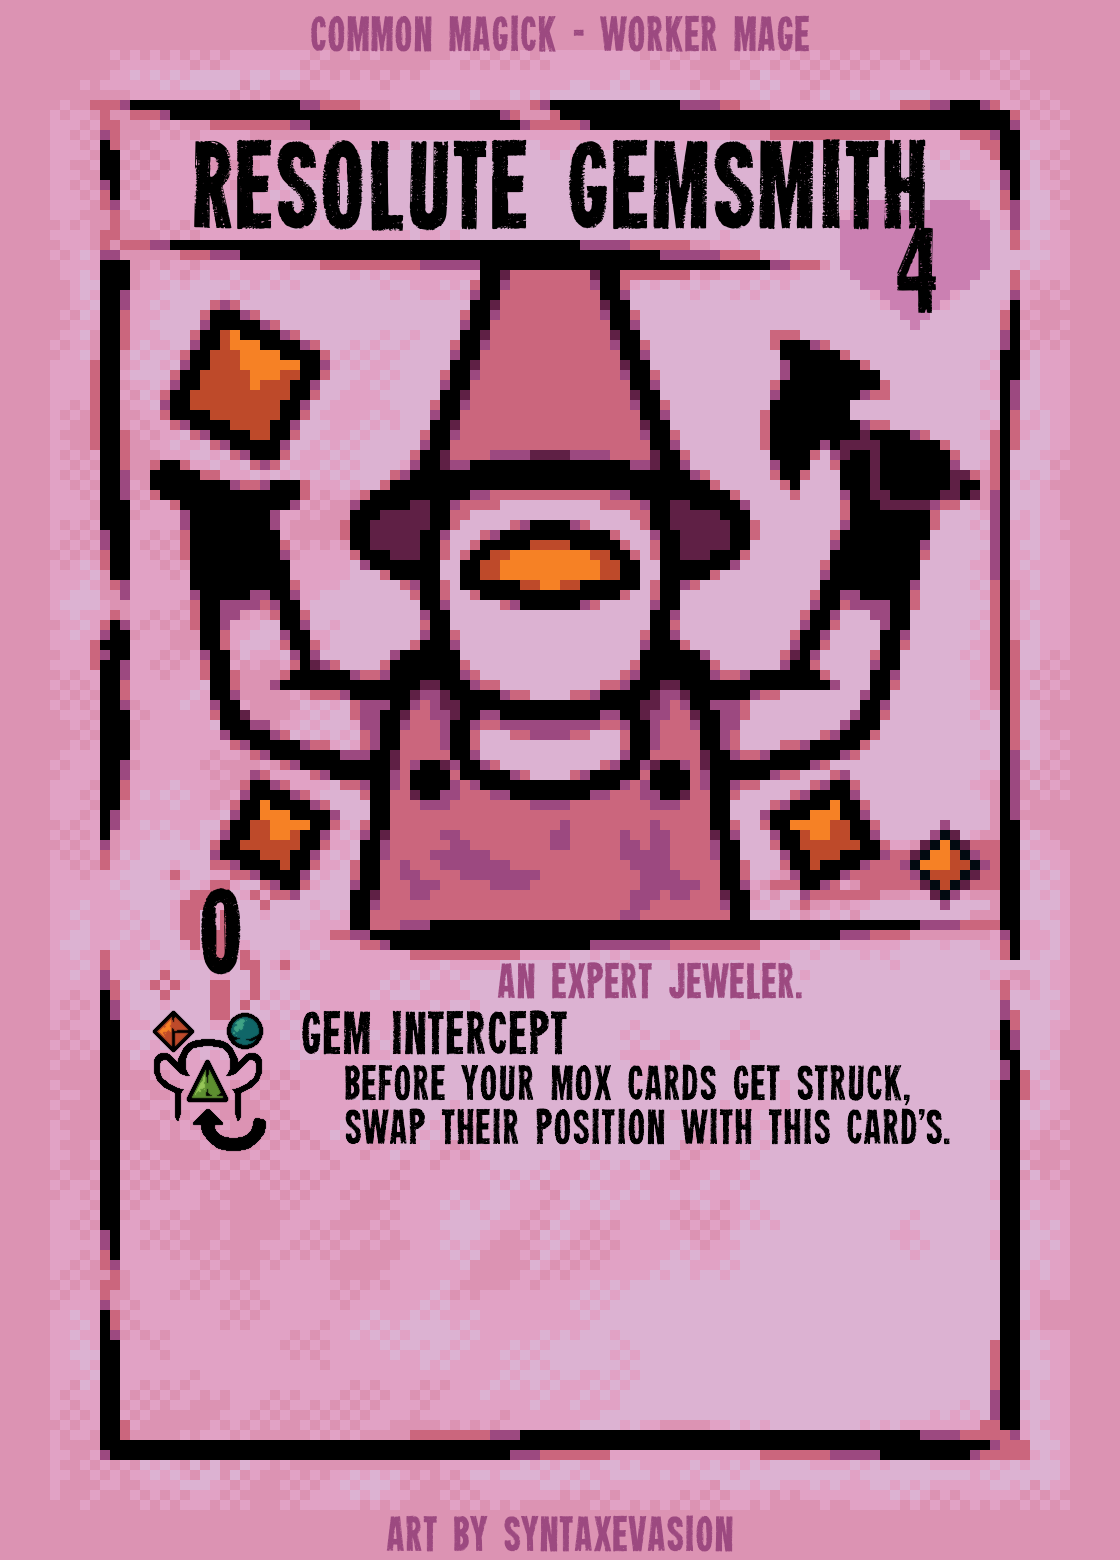 COMMON MAGICK - WORKER MAGE
RESOLUTE GEMSMITH
4
0
AN EXPERT JEWELER.
GEM INTERCEPT
BEFORE YOUR MOX CARDS GET STRUCK,
SWAP THEIR POSITION WITH THIS CARD'S.
ART BY SYNTAXEVASION